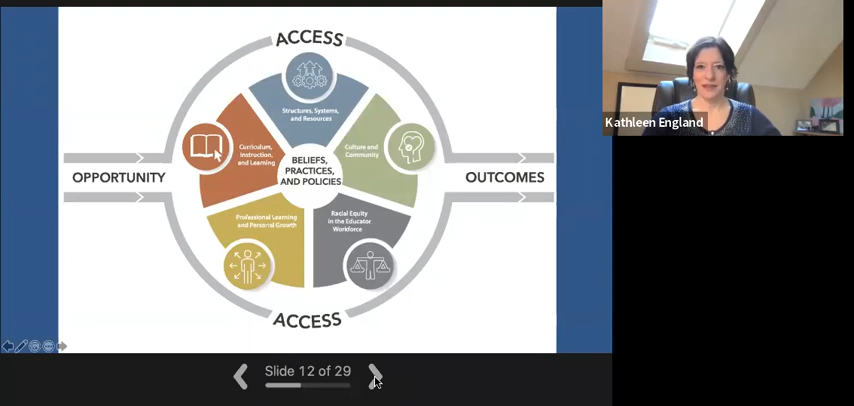 ACCESS
Structures, Systems,
and Resources
Curriculum,
Instruction,
and Learning
Culture and
Community
BELIEFS,
PRACTICES,
AND POLICIES
OPPORTUNITY
OUTCOMES
Professional Learning
and Personal Growth
Racial Equity
in the Educator
Workforce
ACCESS
Kathleen England
Slide 12 of 29